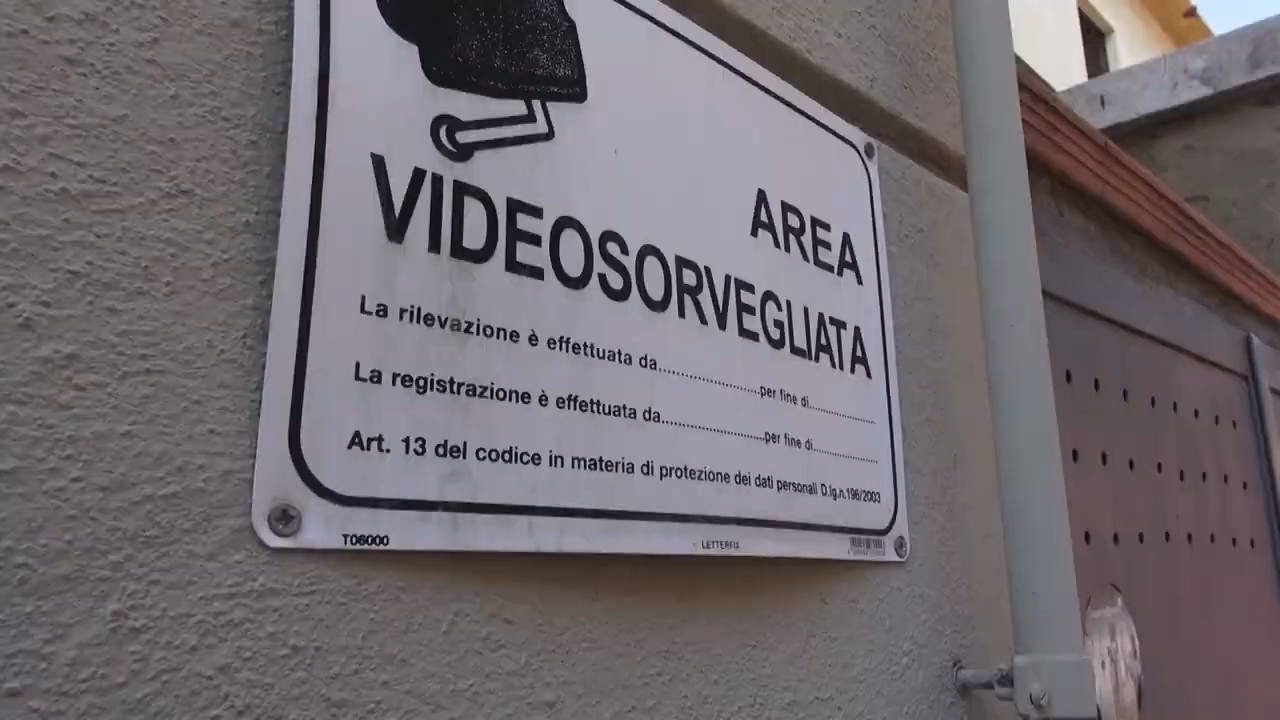 AREA
VIDEOSORVEGLIATA
La rilevazione è effettuata da........................per fine di..................
La registrazione è effettuata da........................per fine di..................
Art. 13 del codice in materia di protezione dei dati personali D.lg.n.196/2003
T06000 LETTERFIX